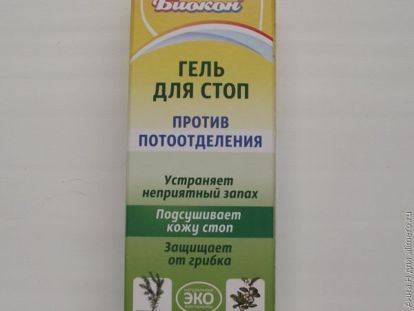 Биокон
ГЕЛЬ
ДЛЯ СТОП
ПРОТИВ
ПОТООТДЕЛЕНИЯ
Устраняет
неприятный запах
Подсушивает
кожу стоп
Защищает
от грибка
ЭКО